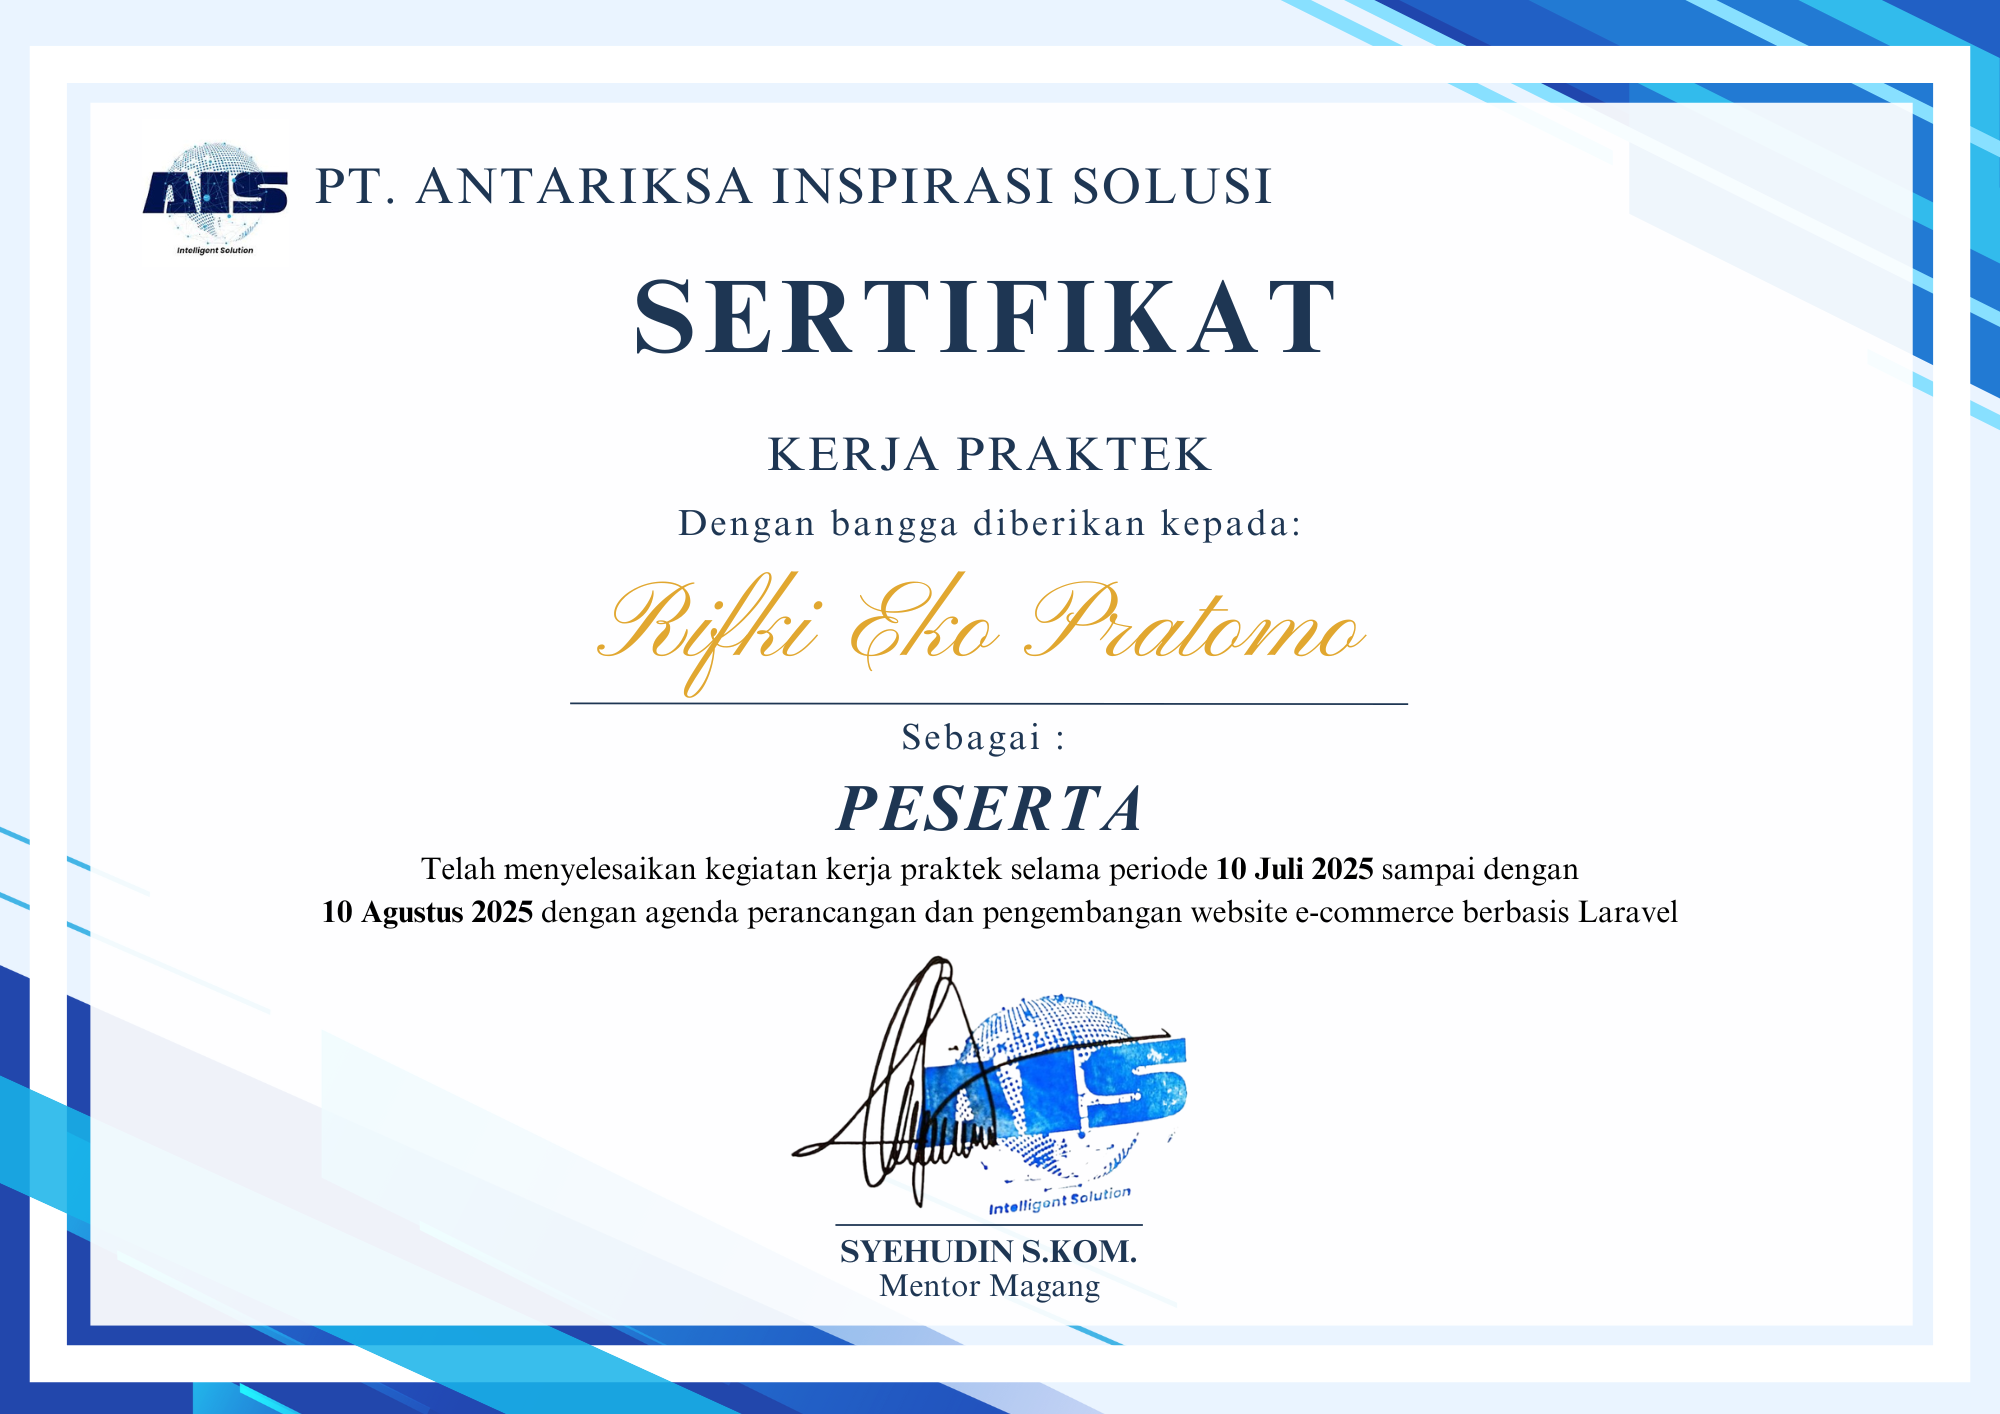 AIS
Intelligent Solution
PT. ANTARIKSA INSPIRASI SOLUSI
SERTIFIKAT
KERJA PRAKTEK
Dengan bangga diberikan kepada:
Rifki Eko Pratomo
Sebagai :
PESERTA
Telah menyelesaikan kegiatan kerja praktek selama periode 10 Juli 2025 sampai dengan
10 Agustus 2025 dengan agenda perancangan dan pengembangan website e-commerce berbasis Laravel
AIS
Intelligent Solution
SYEHUDIN S.KOM.
Mentor Magang